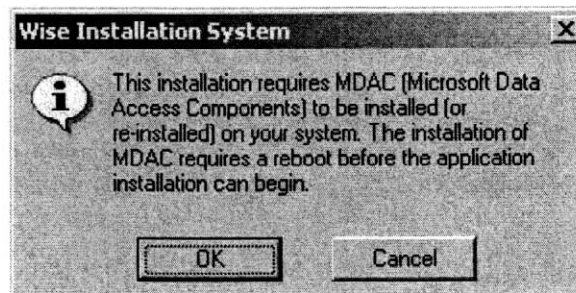 Wise Installation System
This installation requires MDAC (Microsoft Data
Access Components) to be installed (or
re-installed) on your system. The installation of
MDAC requires a reboot before the application
installation can begin.
OK
Cancel